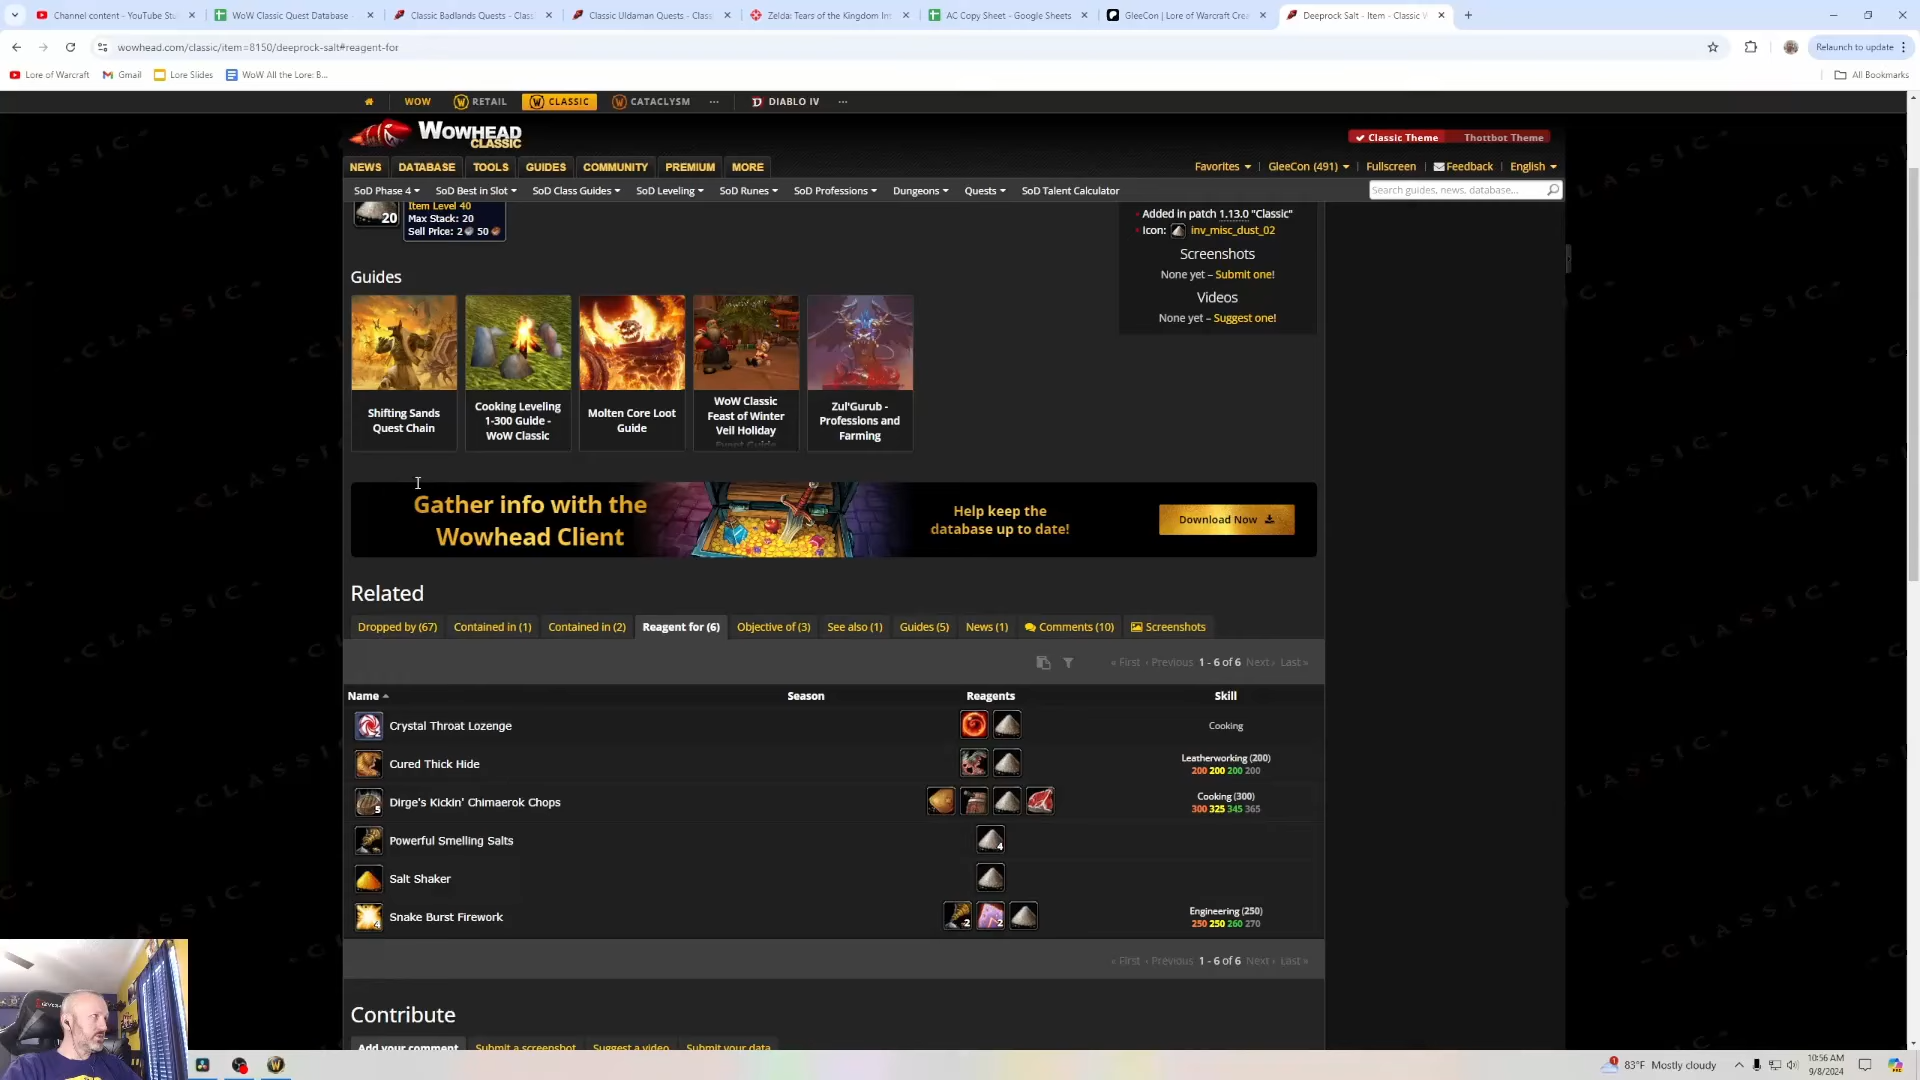 Channel content - YouTube Stu
WoW Classic Quest Database -
Classic Badlands Quests - Class
Classic Uldaman Quests - Class
Zelda: Tears of the Kingdom Int
AC Copy Sheet - Google Sheets
GleeCon | Lore of Warcraft Crea
Deeprock Salt - Item - Classic W
wowhead.com/classic/item=8150/deeprock-salt#reagent-for
Relaunch to update
Lore of Warcraft
Gmail
Lore Slides
WoW All the Lore: B...
All Bookmarks
WOW
RETAIL
CLASSIC
CATACLYSM
DIABLO IV
WOWHEAD
CLASSIC
Classic Theme
Thottbot Theme
NEWS
DATABASE
TOOLS
GUIDES
COMMUNITY
PREMIUM
MORE
Favorites
GleeCon (491)
Fullscreen
Feedback
English
SoD Phase 4
SoD Best in Slot
SoD Class Guides
SoD Leveling
SoD Runes
SoD Professions
Dungeons
Quests
SoD Talent Calculator
Search guides, news, database...
20
Item Level 40
Max Stack: 20
Sell Price: 2 50
Added in patch 1.13.0 "Classic"
Icon: inv_misc_dust_02
Screenshots
None yet – Submit one!
Videos
None yet – Suggest one!
Guides
Shifting Sands
Quest Chain
Cooking Leveling
1-300 Guide -
WoW Classic
Molten Core Loot
Guide
WoW Classic
Feast of Winter
Veil Holiday
Event Guide
Zul'Gurub -
Professions and
Farming
Gather info with the
Wowhead Client
Help keep the
database up to date!
Download Now
Related
Dropped by (67)
Contained in (1)
Contained in (2)
Reagent for (6)
Objective of (3)
See also (1)
Guides (5)
News (1)
Comments (10)
Screenshots
« First ‹ Previous 1 - 6 of 6 Next › Last »
Name
Season
Reagents
Skill
2
Crystal Throat Lozenge
Cooking
Cured Thick Hide
Leatherworking (200)
200 200 200 200
5
Dirge's Kickin' Chimaerok Chops
Cooking (300)
300 325 345 365
Powerful Smelling Salts
4
Salt Shaker
4
Snake Burst Firework
2 2
Engineering (250)
250 250 260 270
« First ‹ Previous 1 - 6 of 6 Next › Last »
Contribute
Add your comment
Submit a screenshot
Suggest a video
Submit your data
1
83°F Mostly cloudy
10:56 AM
9/8/2024